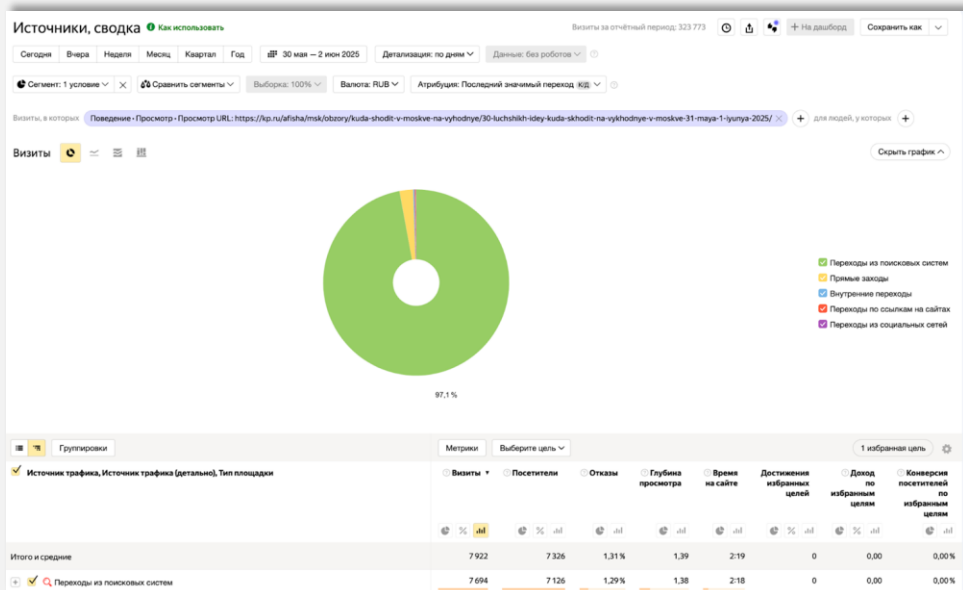 Источники, сводка Как использовать Визиты за отчётный период: 323 773 На дашборд Сохранить как
Сегодня Вчера Неделя Месяц Квартал Год 30 мая — 2 июн 2025 Детализация: по дням Данные: без роботов
Сегмент: 1 условие Сравнить сегменты Выборка: 100% Валюта: RUB Атрибуция: Последний значимый переход К/Д
Визиты, в которых Поведение · Просмотр · Просмотр URL: https://kp.ru/afisha/msk/obzory/kuda-shodit-v-moskve-na-vyhodnye/30-luchshikh-idey-kuda-skhodit-na-vykhodnye-v-moskve-31-maya-1-iyunya-2025/ для людей, у которых
Визиты Скрыть график
Переходы из поисковых систем
Прямые заходы
Внутренние переходы
Переходы по ссылкам на сайтах
Переходы из социальных сетей
97,1 %
Группировки Метрики Выберите цель 1 избранная цель
Источник трафика, Источник трафика (детально), Тип площадки Визиты Посетители Отказы Глубина просмотра Время на сайте Достижения избранных целей Доход по избранным целям Конверсия посетителей по избранным целям
Итого и средние 7 922 7 326 1,31 % 1,39 2:19 0 0,00 0,00 %
Переходы из поисковых систем 7 694 7 126 1,29 % 1,38 2:18 0 0,00 0,00 %